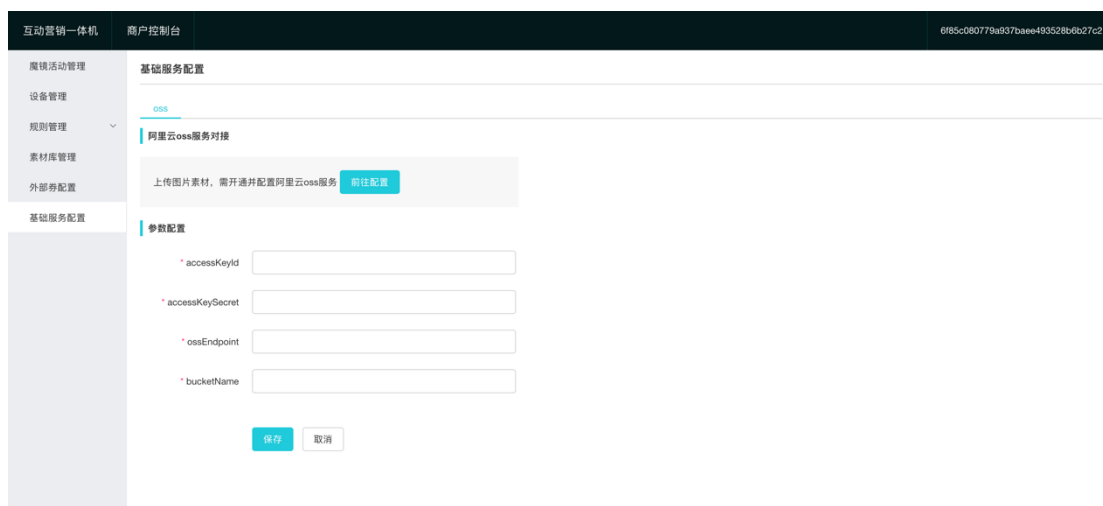 互动营销一体机 商户控制台 6f85c080779a937baee493528b6b27c2
魔镜活动管理
设备管理
规则管理
素材库管理
外部券配置
基础服务配置
基础服务配置
oss
阿里云oss服务对接
上传图片素材，需开通并配置阿里云oss服务 前往配置
参数配置
* accessKeyId
* accessKeySecret
* ossEndpoint
* bucketName
保存 取消